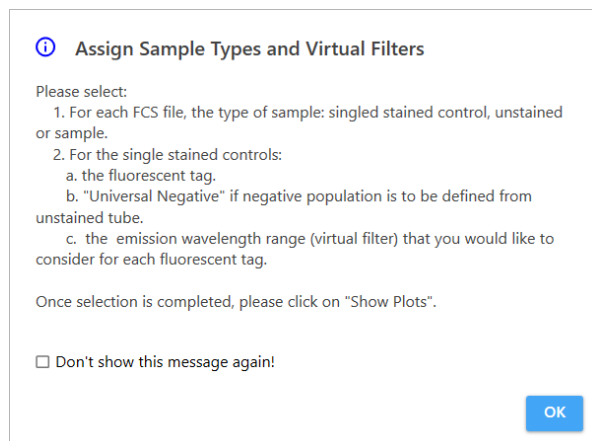 Assign Sample Types and Virtual Filters
Please select:
1. For each FCS file, the type of sample: singled stained control, unstained
or sample.
2. For the single stained controls:
a. the fluorescent tag.
b. "Universal Negative" if negative population is to be defined from
unstained tube.
c. the emission wavelength range (virtual filter) that you would like to
consider for each fluorescent tag.
Once selection is completed, please click on "Show Plots".
Don't show this message again!
OK